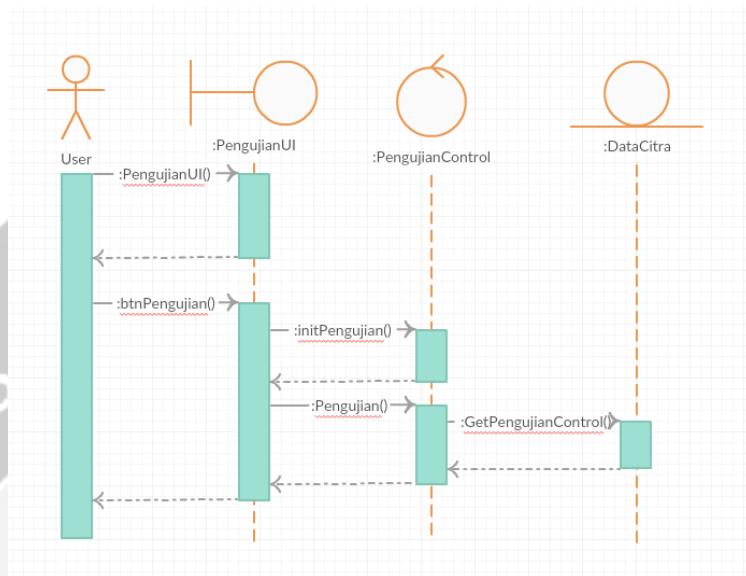 User
:PengujianUI
:PengujianControl
:DataCitra
:PengujianUI()
:btnPengujian()
:initPengujian()
:Pengujian()
:GetPengujianControl()